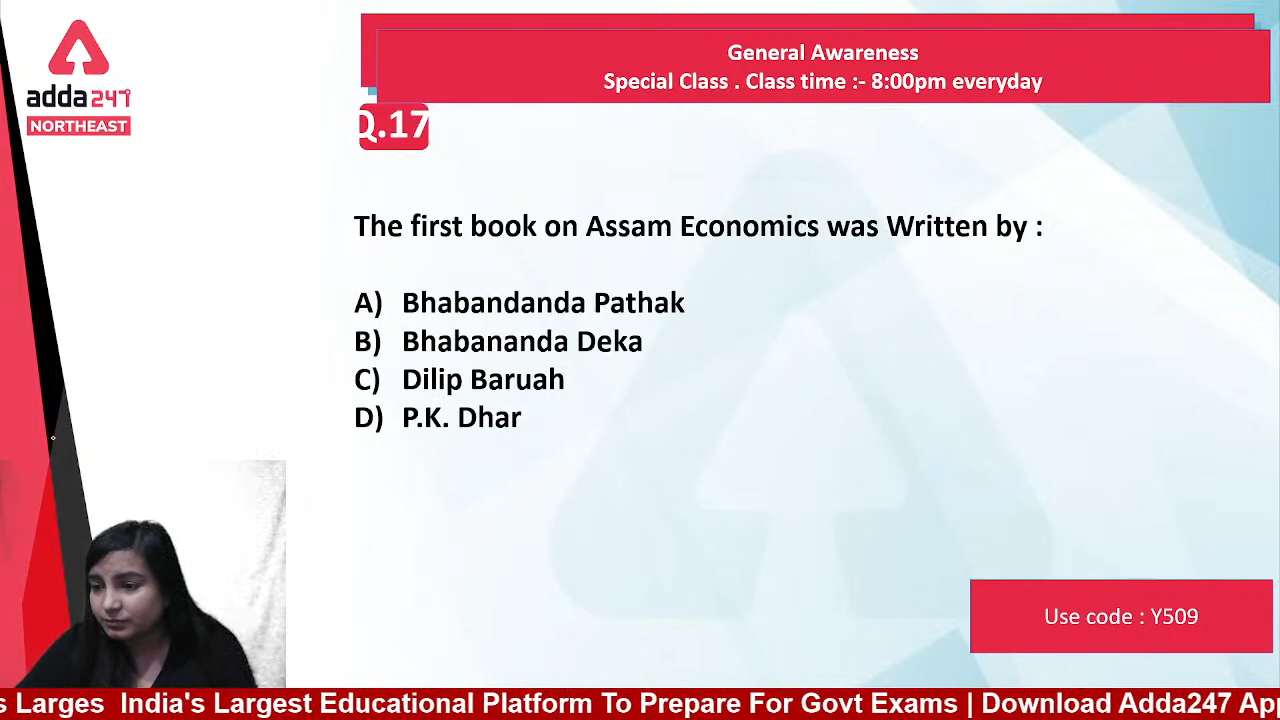 adda247
NORTHEAST
General Awareness
Special Class . Class time :- 8:00pm everyday
Q.17
The first book on Assam Economics was Written by :
A) Bhabandanda Pathak
B) Bhabananda Deka
C) Dilip Baruah
D) P.K. Dhar
Use code : Y509
s Larges India's Largest Educational Platform To Prepare For Govt Exams | Download Adda247 Ap